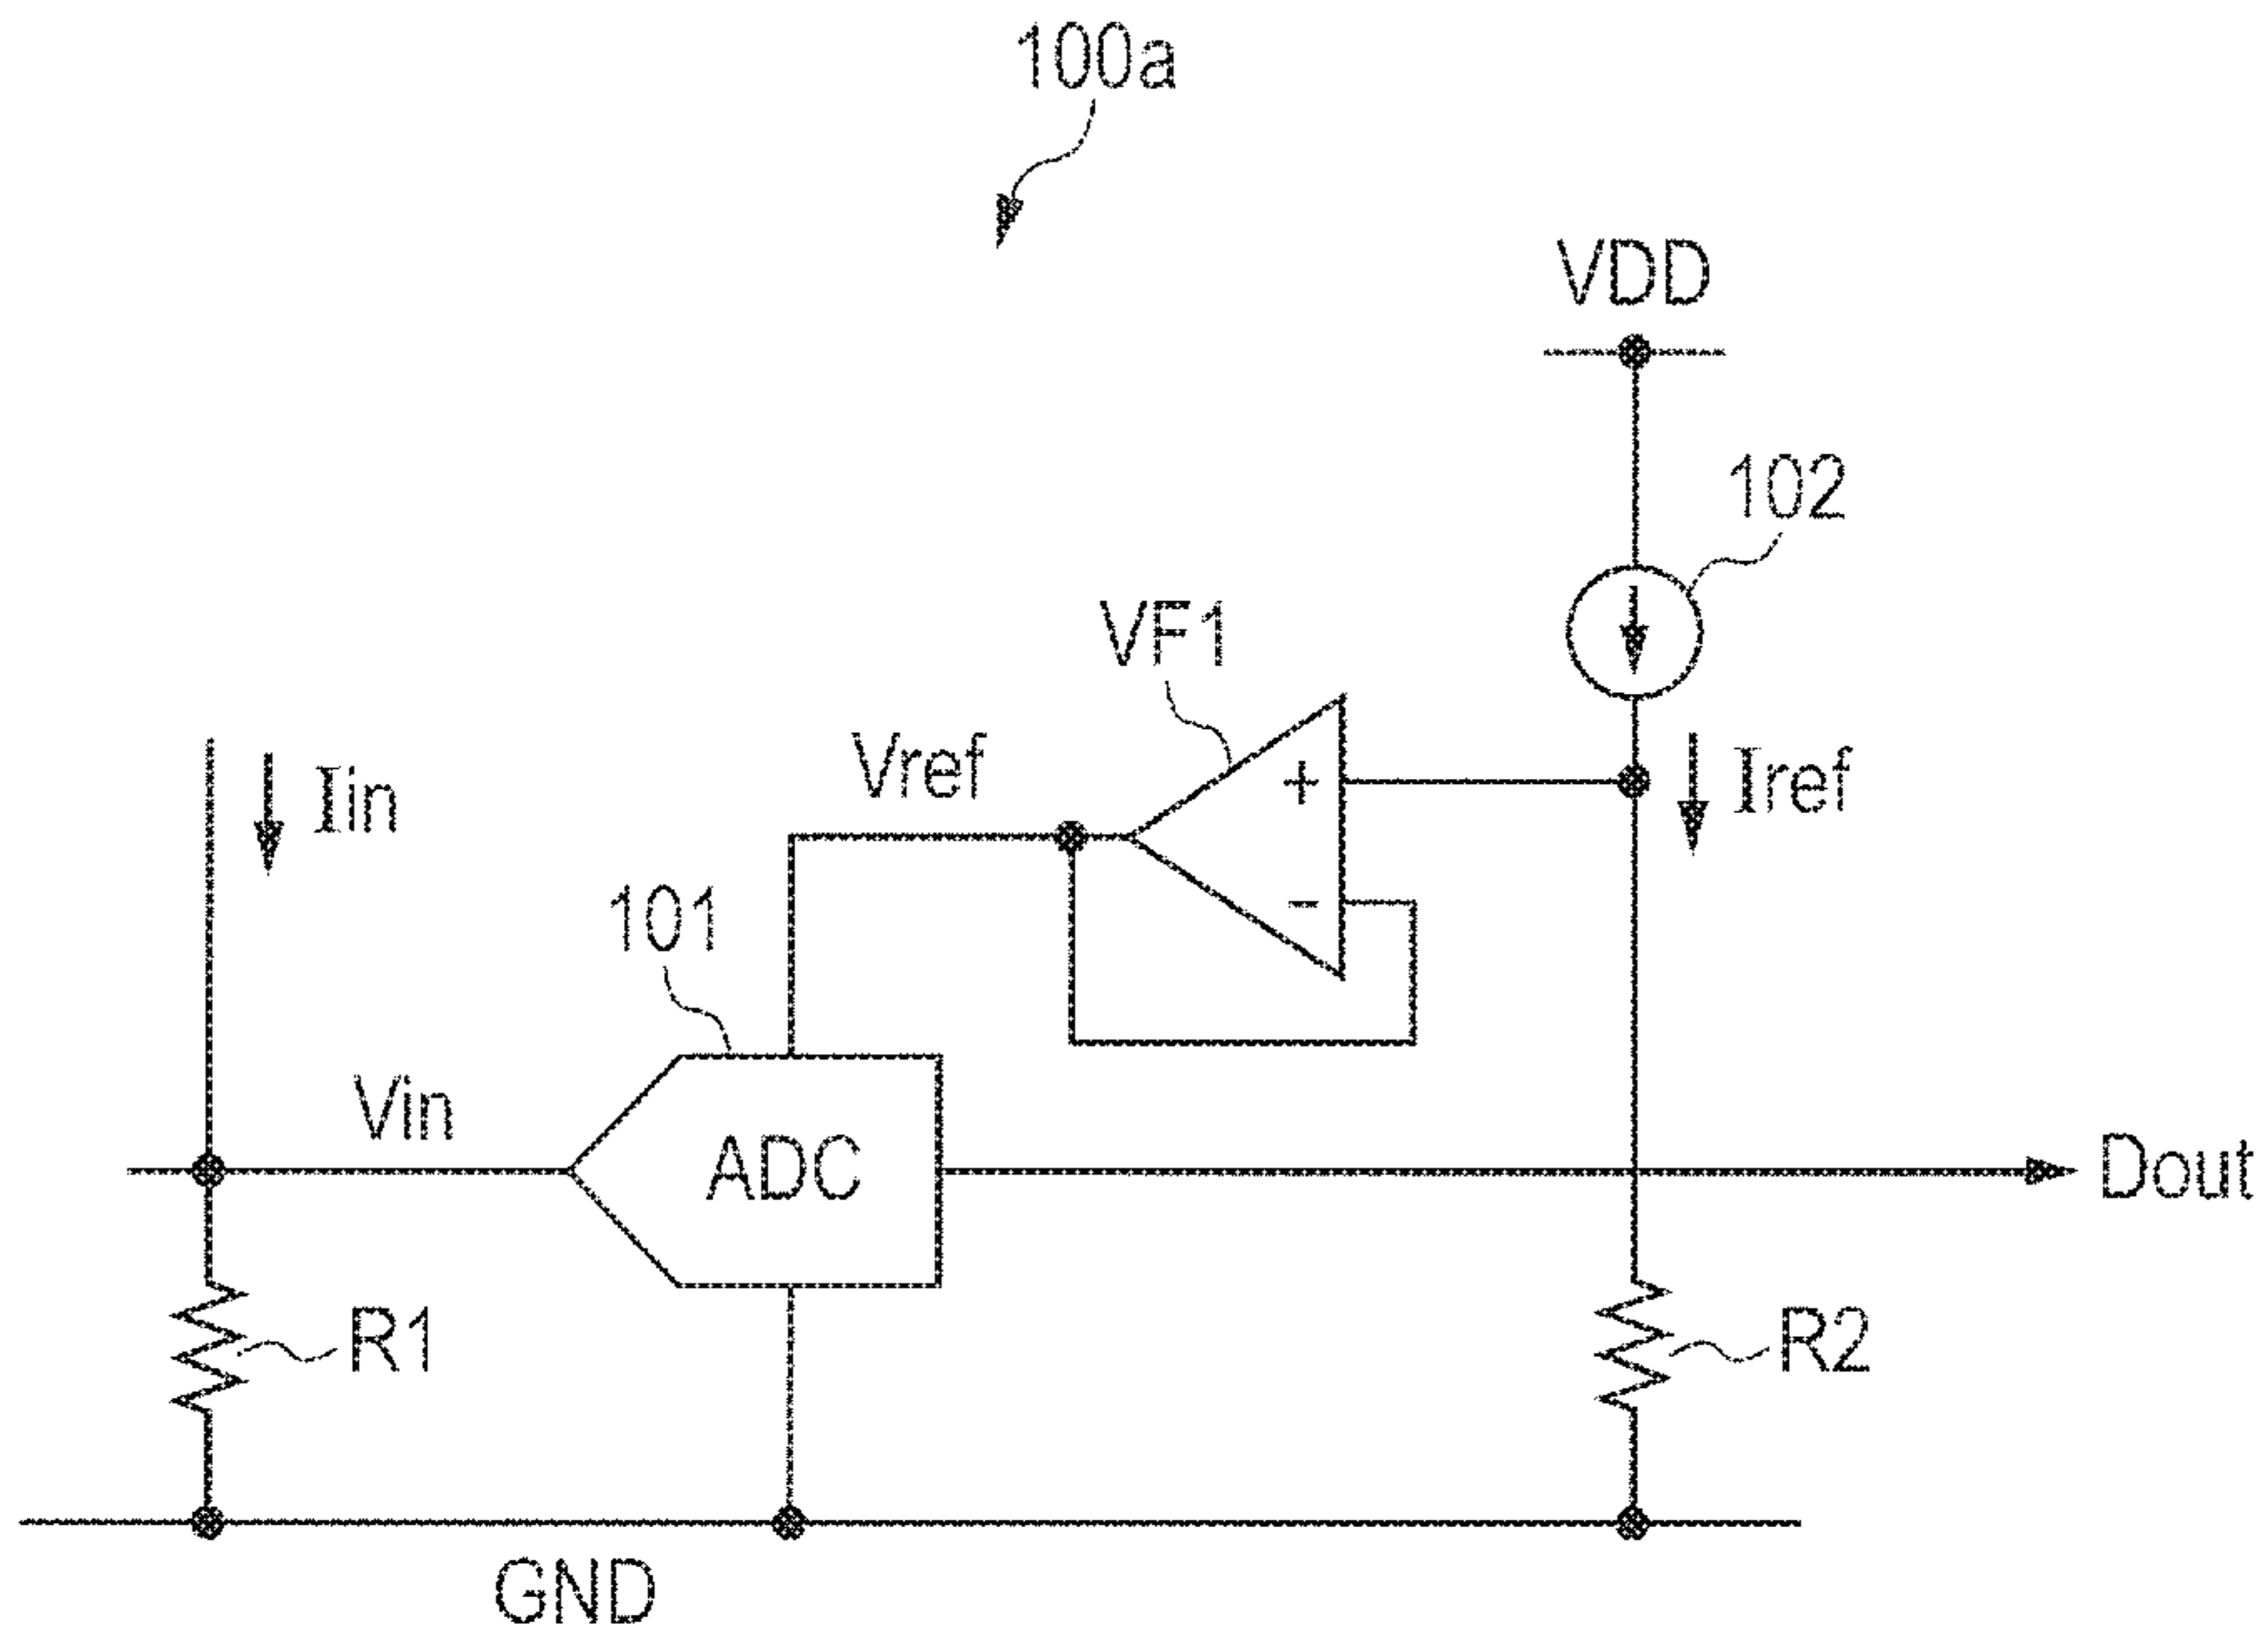 100a
VDD
102
VF1
Vref
+
Iin
Iref
101
−
Vin
ADC
Dout
R1
R2
GND